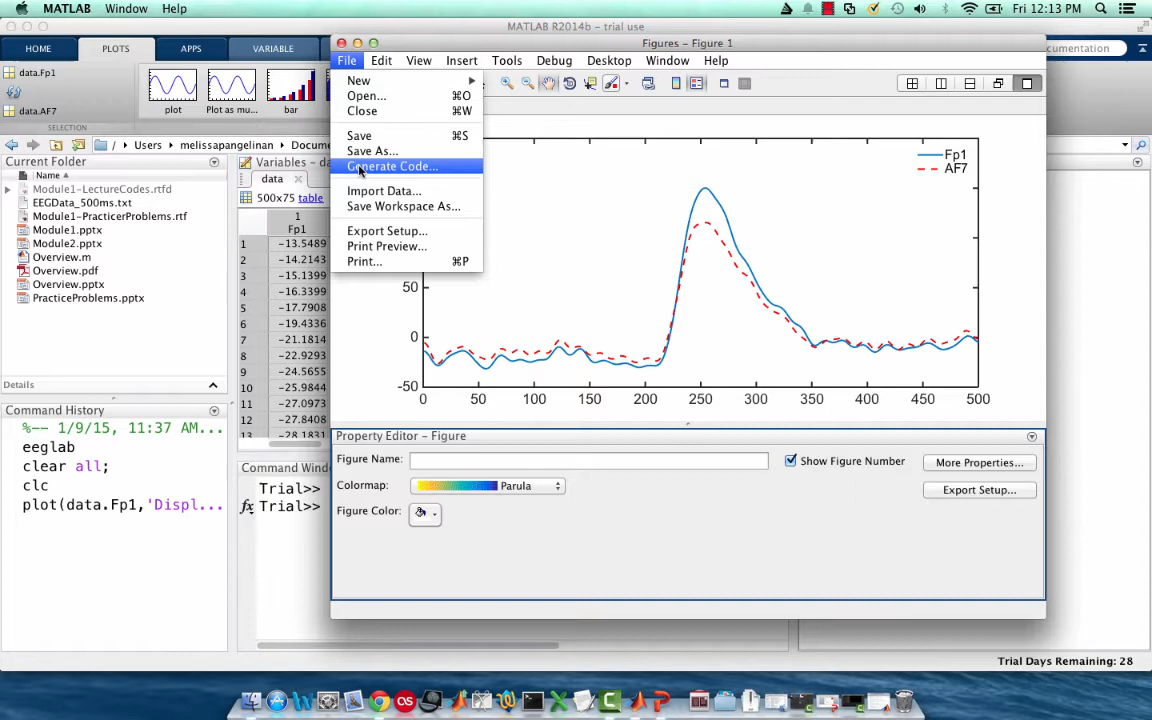 MATLAB Window Help
Fri 12:13 PM
MATLAB R2014b - trial use
HOME PLOTS APPS VARIABLE
cumentation
data.Fp1
data.AF7
SELECTION
plot Plot as mu... bar
/ Users melissapangelinan Docume
Current Folder
Name
Module1-LectureCodes.rtfd
EEGData_500ms.txt
Module1-PracticerProblems.rtf
Module1.pptx
Module2.pptx
Overview.m
Overview.pdf
Overview.pptx
PracticeProblems.pptx
Details
Command History
%-- 1/9/15, 11:37 AM...
eeglab
clear all;
clc
plot(data.Fp1,'Displ...
Variables - da
data
500x75 table
1
Fp1
1 -13.5489
2 -14.2143
3 -15.1399
4 -16.3399
5 -17.7908
6 -19.4336
7 -21.1814
8 -22.9293
9 -24.5655
10 -25.9844
11 -27.0973
12 -27.8408
13 -28.1831
Command Wind
Trial>>
fx Trial>>
Figures - Figure 1
File Edit View Insert Tools Debug Desktop Window Help
New
Open... ⌘O
Close ⌘W
Save ⌘S
Save As...
Generate Code...
Import Data...
Save Workspace As...
Export Setup...
Print Preview...
Print... ⌘P
Fp1
AF7
50
0
-50
0 50 100 150 200 250 300 350 400 450 500
Property Editor - Figure
Figure Name:
Show Figure Number
More Properties...
Colormap: Parula
Export Setup...
Figure Color:
Trial Days Remaining: 28